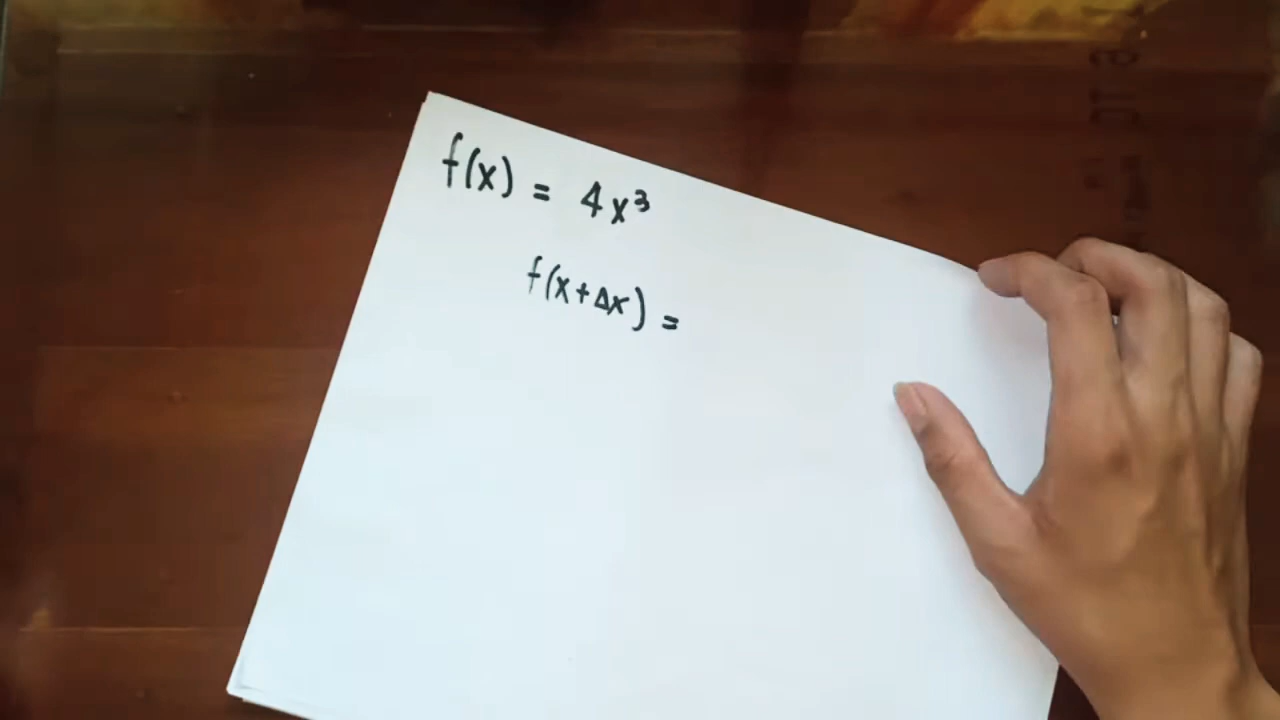 f(x) = 4x³
f(x+Δx) =